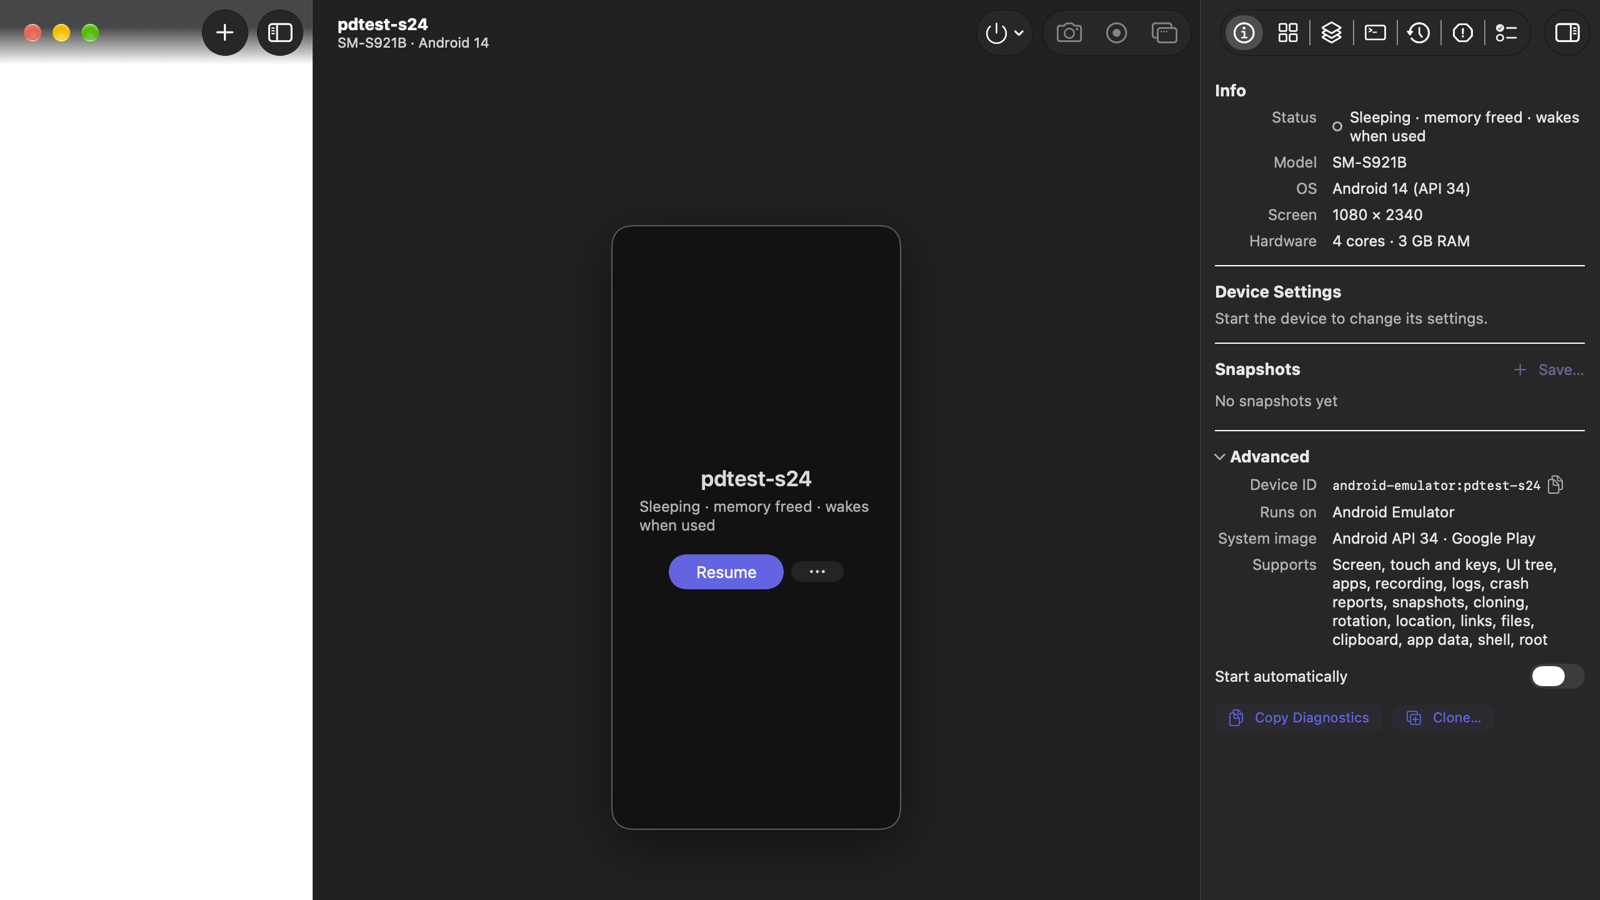 pdtest-s24
SM-S921B · Android 14
Info
Status
Sleeping · memory freed · wakes
when used
Model
SM-S921B
OS
Android 14 (API 34)
Screen
1080 × 2340
Hardware
4 cores · 3 GB RAM
Device Settings
Start the device to change its settings.
Snapshots
Save...
No snapshots yet
Advanced
Device ID
android-emulator:pdtest-s24
Runs on
Android Emulator
System image
Android API 34 · Google Play
Supports
Screen, touch and keys, UI tree,
apps, recording, logs, crash
reports, snapshots, cloning,
rotation, location, links, files,
clipboard, app data, shell, root
Start automatically
Copy Diagnostics
Clone...
pdtest-s24
Sleeping · memory freed · wakes
when used
Resume